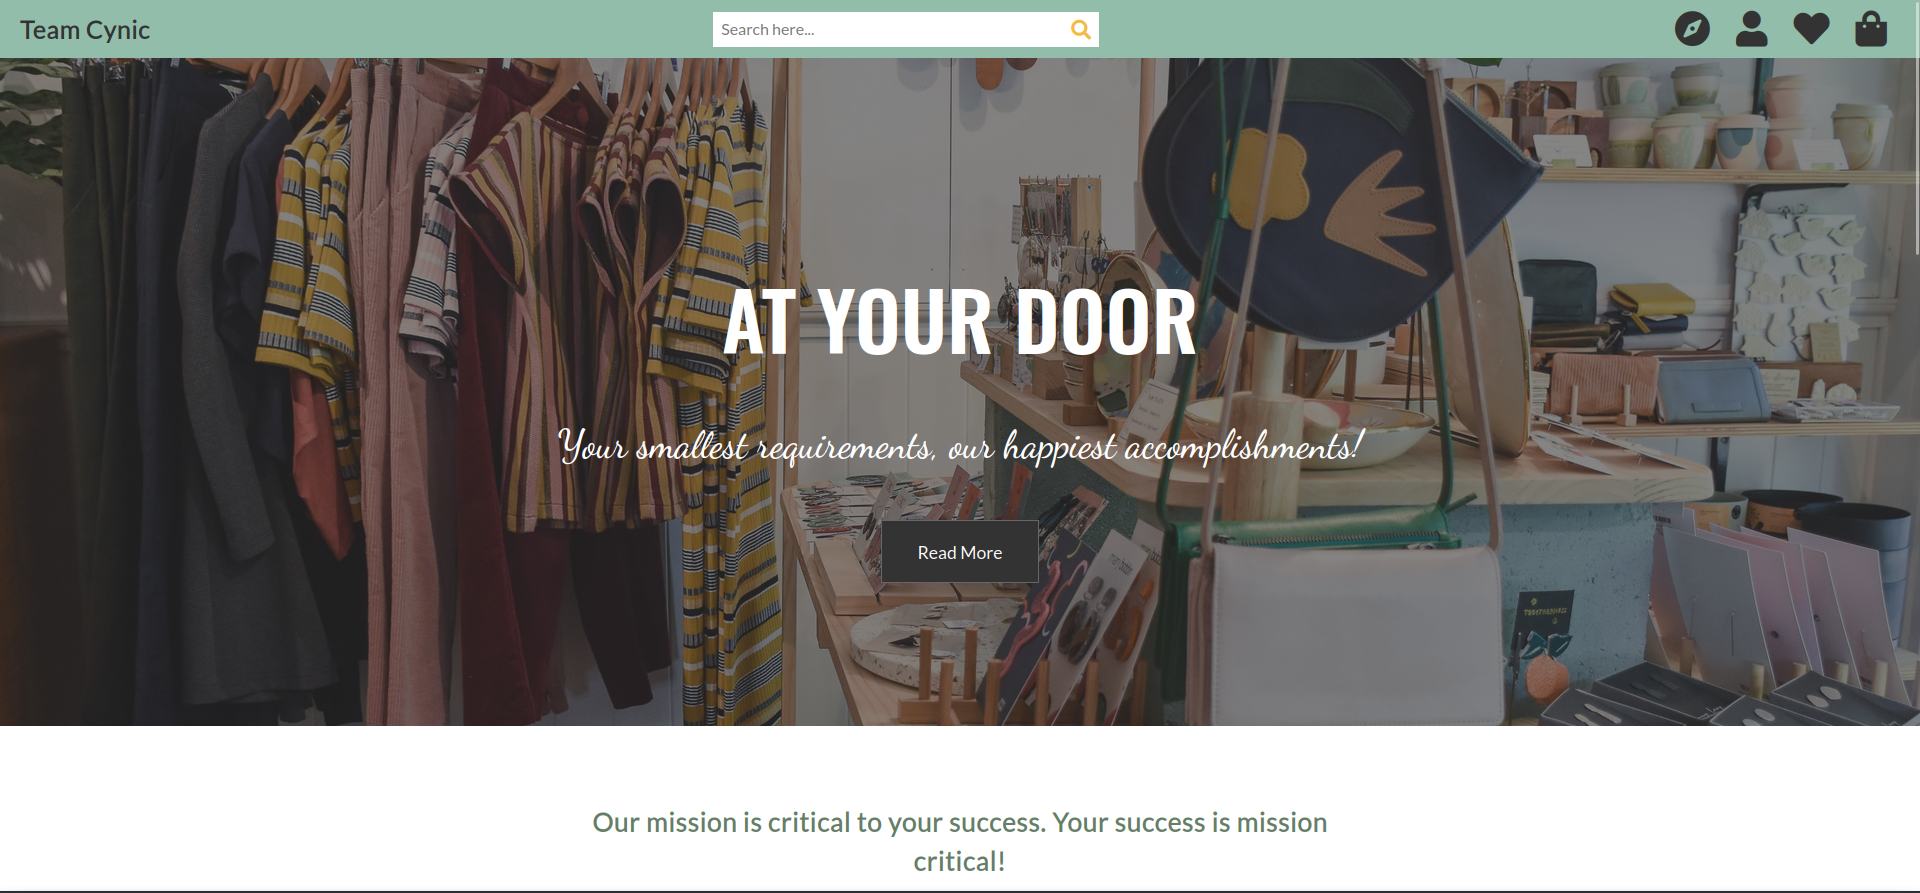 Team Cynic
Search here...
AT YOUR DOOR
Your smallest requirements, our happiest accomplishments!
Read More
Our mission is critical to your success. Your success is mission
critical!